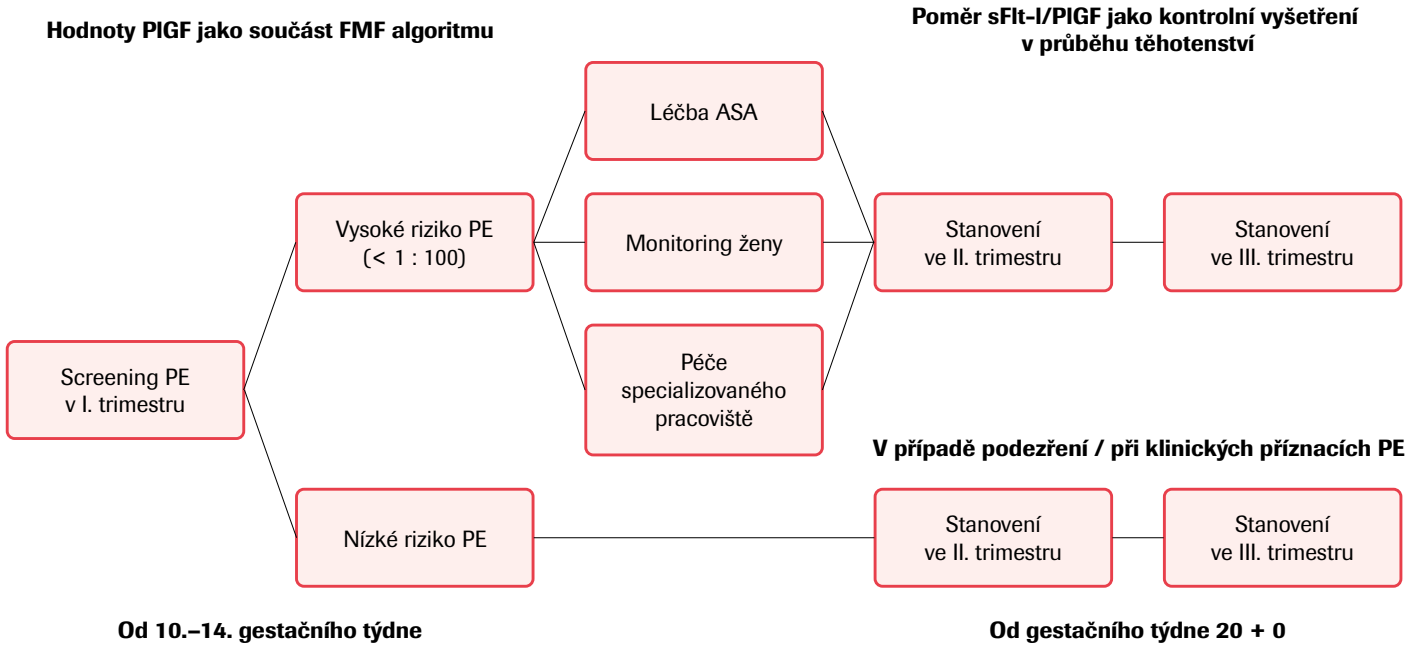 Hodnoty PlGF jako součást FMF algoritmu
Poměr sFlt-l/PlGF jako kontrolní vyšetření
v průběhu těhotenství
Screening PE
v I. trimestru
Vysoké riziko PE
(< 1 : 100)
Léčba ASA
Monitoring ženy
Péče
specializovaného
pracoviště
Stanovení
ve II. trimestru
Stanovení
ve III. trimestru
V případě podezření / při klinických příznacích PE
Nízké riziko PE
Stanovení
ve II. trimestru
Stanovení
ve III. trimestru
Od 10.–14. gestačního týdne
Od gestačního týdne 20 + 0